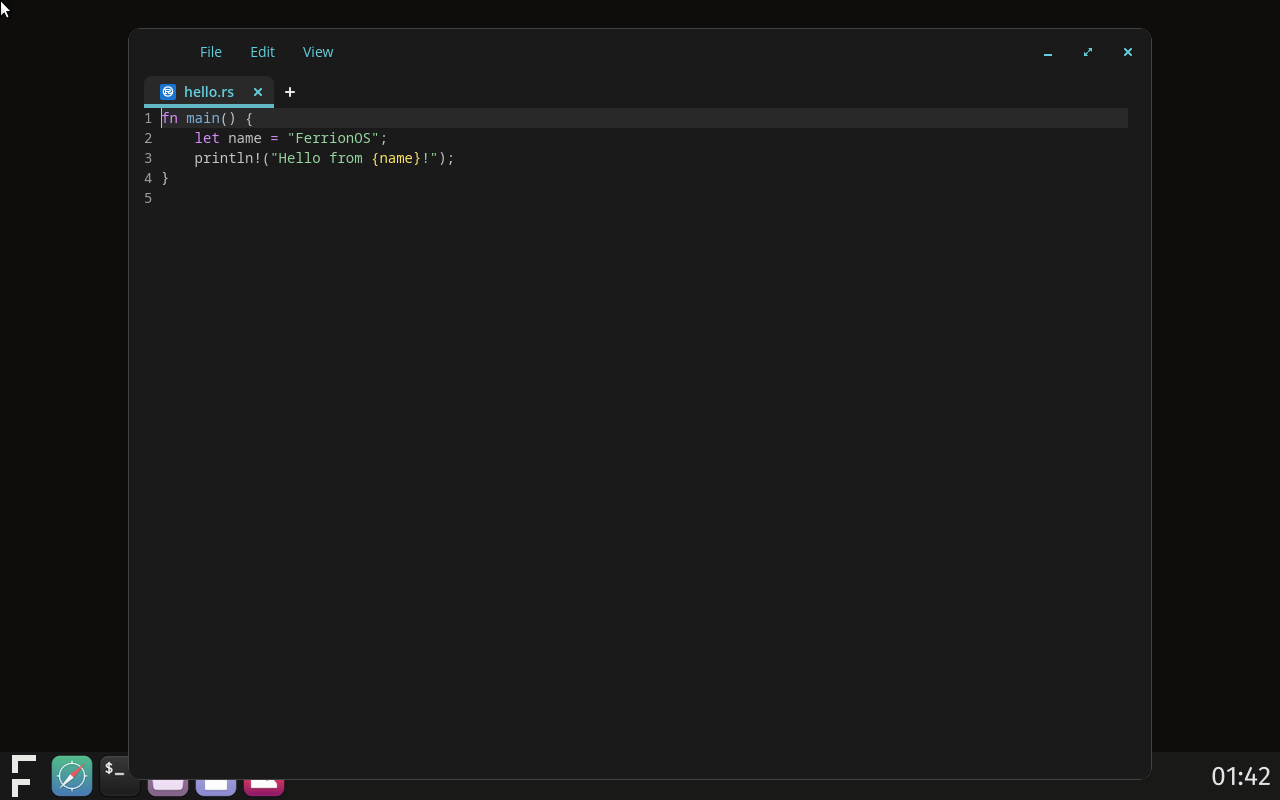 File Edit View
hello.rs
1 fn main() {
2     let name = "FerrionOS";
3     println!("Hello from {name}!");
4 }
5
$_
01:42